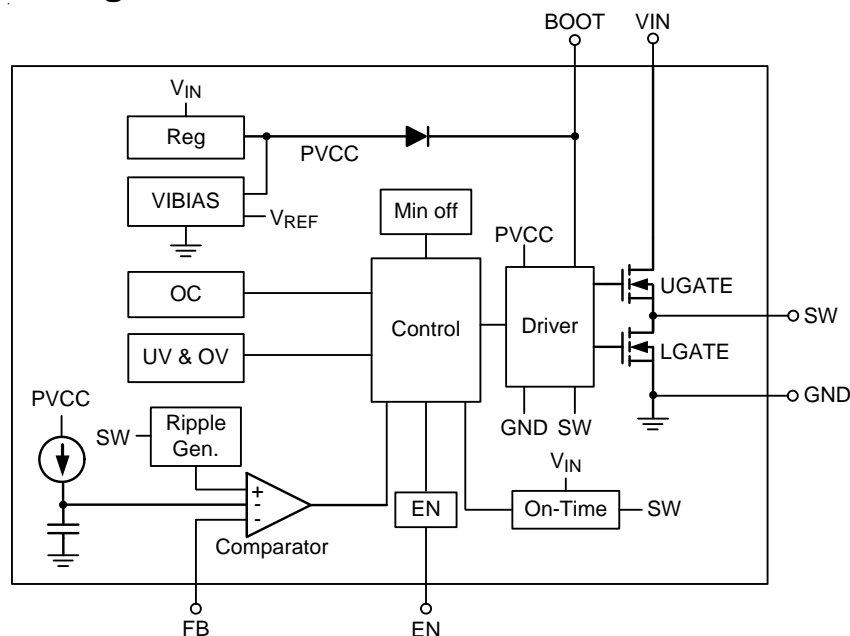 BOOT VIN
VIN
Reg
PVCC
VIBIAS
VREF
Min off
PVCC
OC
UGATE
Control
Driver
SW
UV & OV
LGATE
PVCC
GND
SW
Ripple
Gen.
GND SW
VIN
+
-
-
EN
On-Time
SW
Comparator
FB
EN